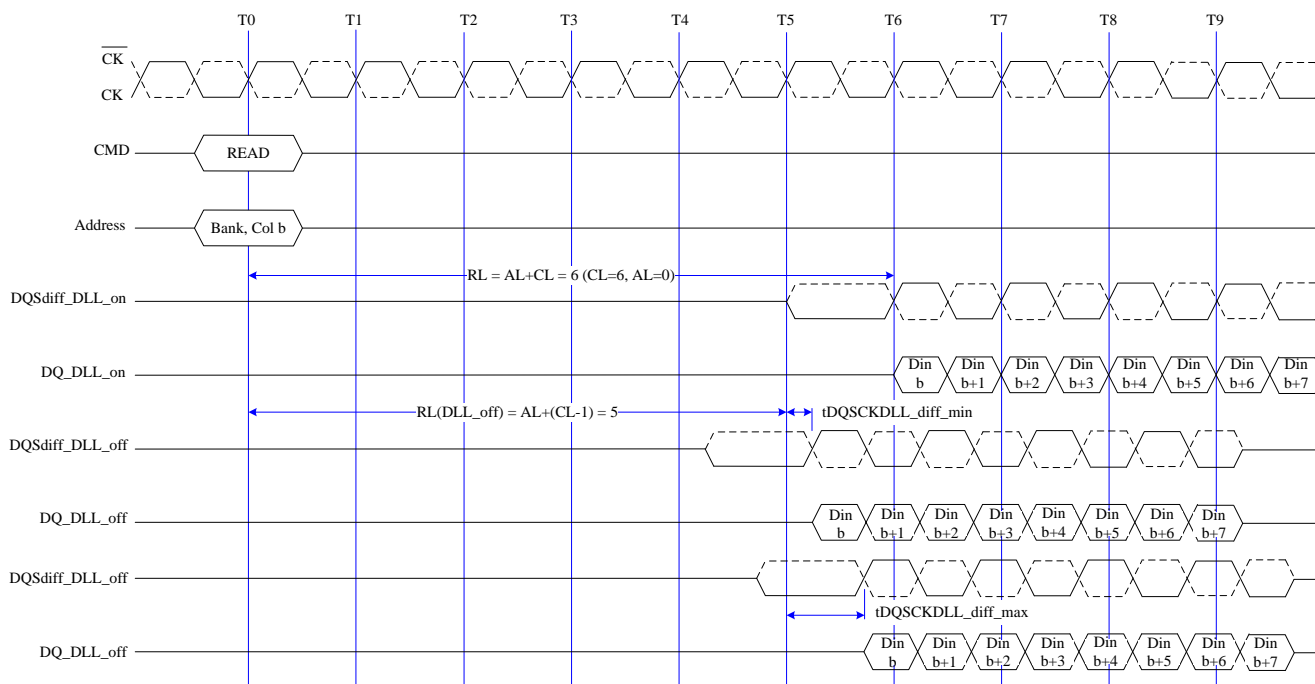 T0 T1 T2 T3 T4 T5 T6 T7 T8 T9
CK
CK
CMD READ
Address Bank, Col b
RL = AL+CL = 6 (CL=6, AL=0)
DQSdiff_DLL_on
DQ_DLL_on
Din Din Din Din Din Din Din Din
b b+1 b+2 b+3 b+4 b+5 b+6 b+7
RL(DLL_off) = AL+(CL-1) = 5 tDQSCKDLL_diff_min
DQSdiff_DLL_off
DQ_DLL_off
Din Din Din Din Din Din Din Din
b b+1 b+2 b+3 b+4 b+5 b+6 b+7
DQSdiff_DLL_off
tDQSCKDLL_diff_max
DQ_DLL_off
Din Din Din Din Din Din Din Din
b b+1 b+2 b+3 b+4 b+5 b+6 b+7